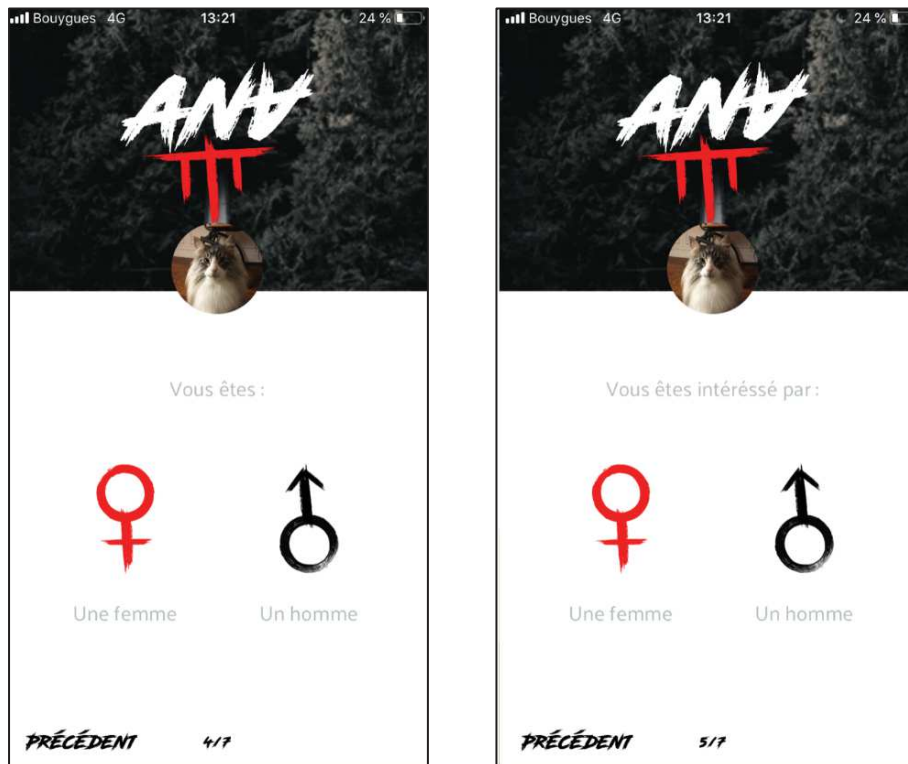 Bouygues 4G 13:21 24 %
ANA
Vous êtes :
Une femme Un homme
PRÉCÉDENT 4/7
Bouygues 4G 13:21 24 %
ANA
Vous êtes intéréssé par :
Une femme Un homme
PRÉCÉDENT 5/7